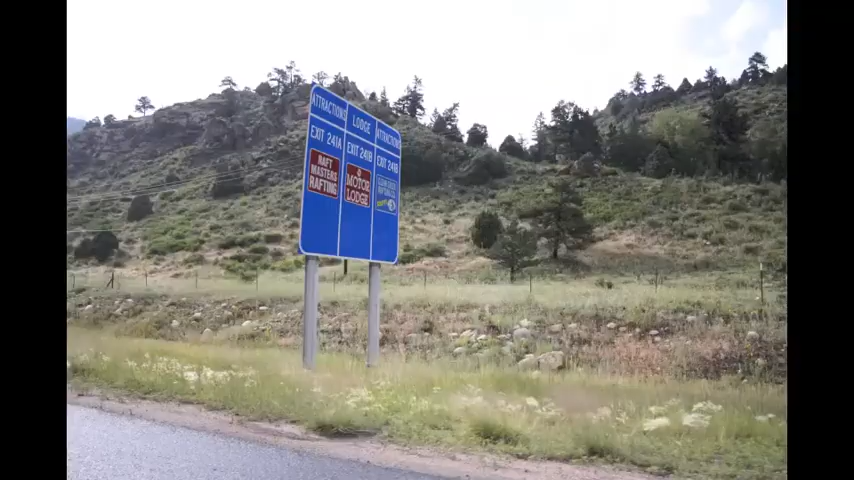 ATTRACTIONS
EXIT 241A
RAFT
MASTERS
RAFTING
LODGE
EXIT 241B
MOTOR
LODGE
ATTRACTIONS
EXIT 241B